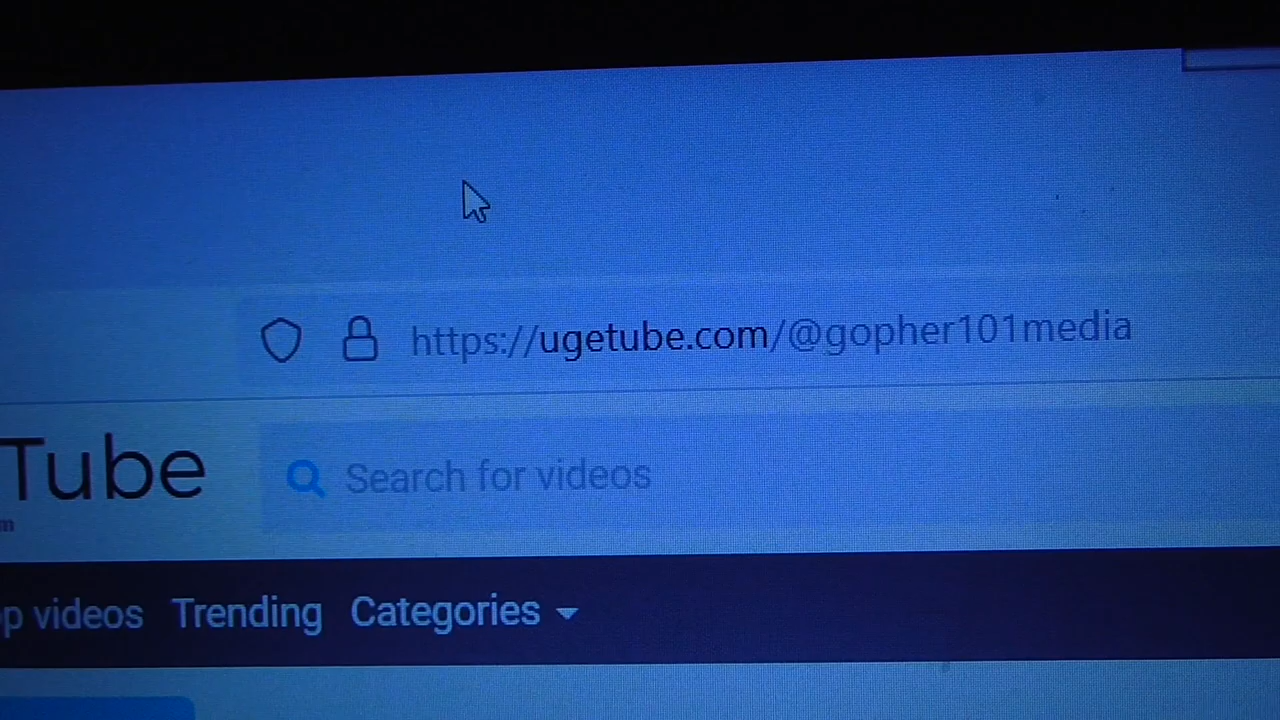 https://ugetube.com/@gopher101media
Tube
m
Search for videos
p videos Trending Categories